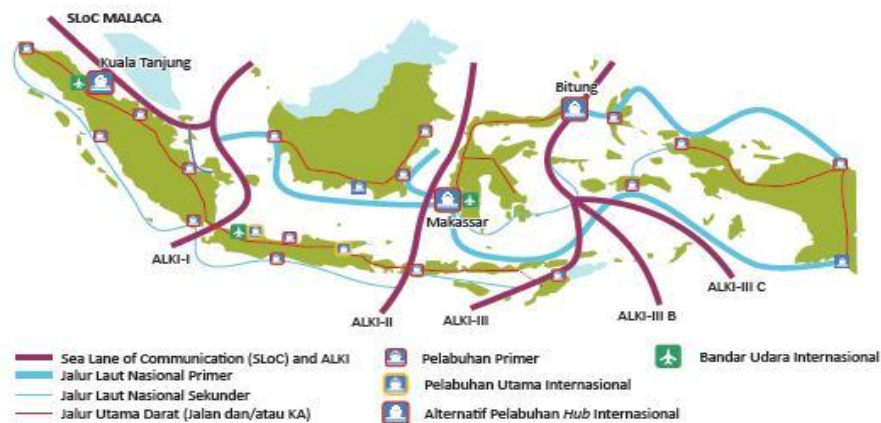 SLoC MALACA
Kuala Tanjung
Bitung
Makassar
ALKI-I
ALKI-II
ALKI-III
ALKI-III B
ALKI-III C
Sea Lane of Communication (SLoC) and ALKI
Jalur Laut Nasional Primer
Jalur Laut Nasional Sekunder
Jalur Utama Darat (Jalan dan/atau KA)
Pelabuhan Primer
Pelabuhan Utama Internasional
Alternatif Pelabuhan Hub Internasional
Bandar Udara Internasional